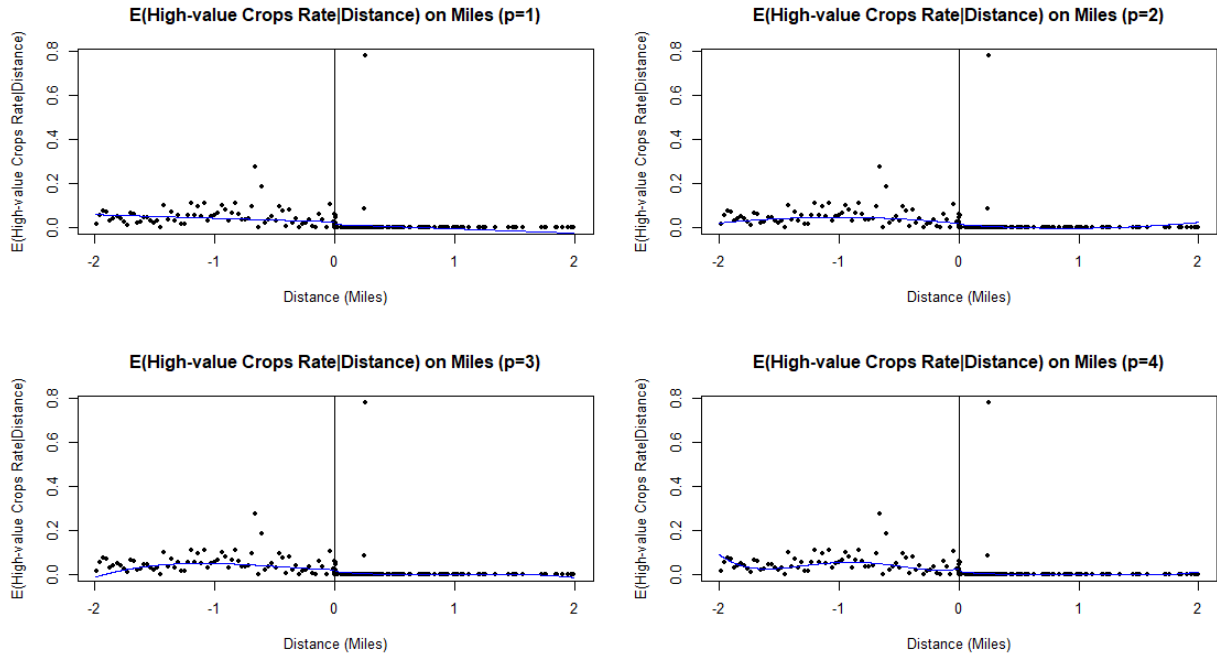 E(High-value Crops Rate|Distance) on Miles (p=1)
E(High-value Crops Rate|Distance)
0.0 0.2 0.4 0.6 0.8
-2 -1 0 1 2
Distance (Miles)
E(High-value Crops Rate|Distance) on Miles (p=2)
E(High-value Crops Rate|Distance)
0.0 0.2 0.4 0.6 0.8
-2 -1 0 1 2
Distance (Miles)
E(High-value Crops Rate|Distance) on Miles (p=3)
E(High-value Crops Rate|Distance)
0.0 0.2 0.4 0.6 0.8
-2 -1 0 1 2
Distance (Miles)
E(High-value Crops Rate|Distance) on Miles (p=4)
E(High-value Crops Rate|Distance)
0.0 0.2 0.4 0.6 0.8
-2 -1 0 1 2
Distance (Miles)